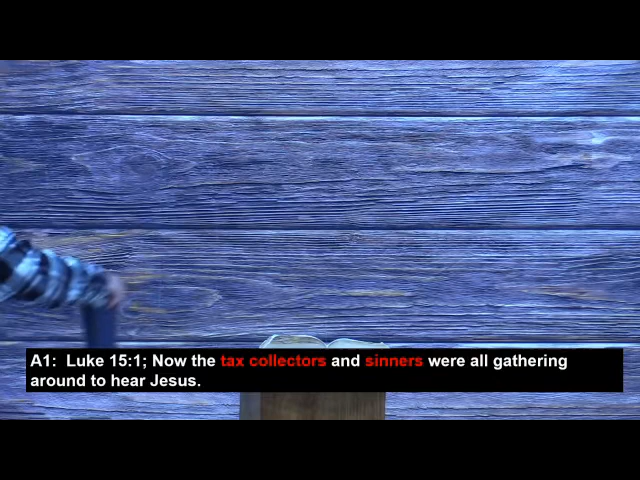 A1:  Luke 15:1; Now the tax collectors and sinners were all gathering
around to hear Jesus.